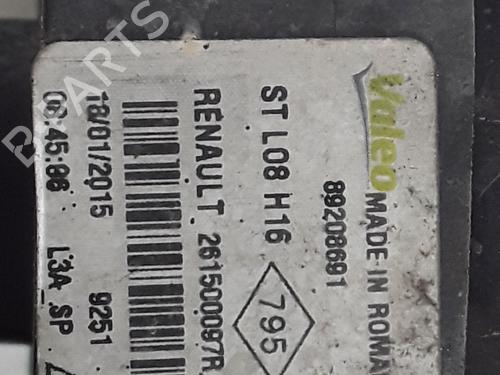 Valeo MADE IN ROMA
89208691
ST L08 H16
795
RENAULT 261500097R
18/01/2015 9251
06:45:86 L3A SP
B PARTS